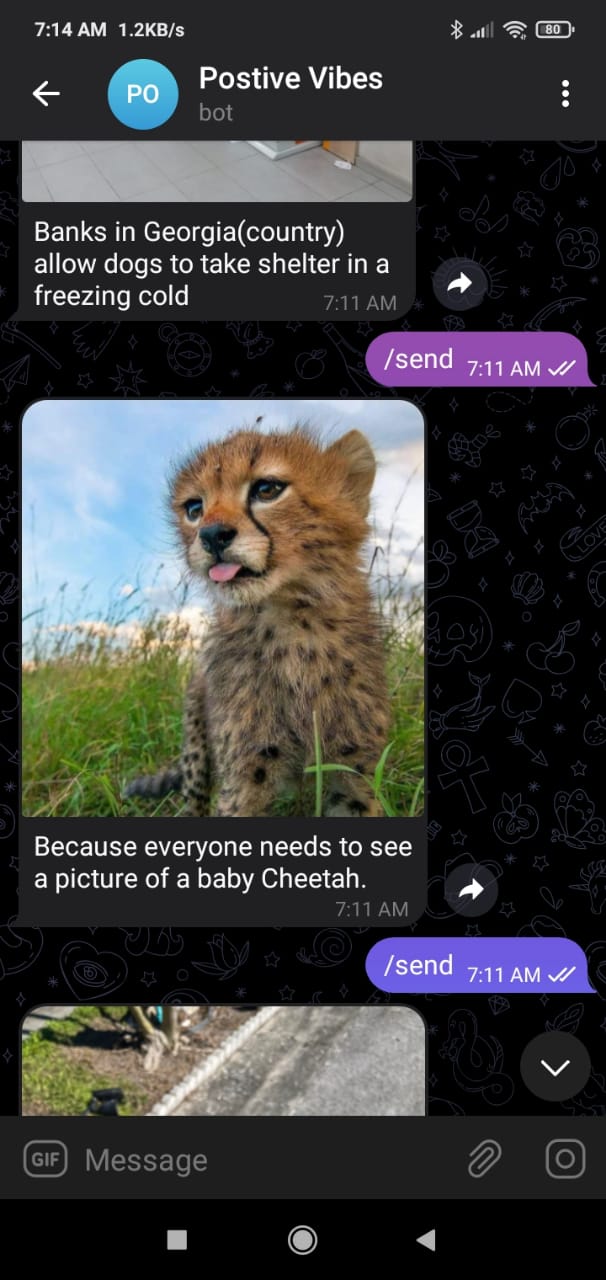 7:14 AM 1.2KB/s
80
PO
Postive Vibes
bot
Banks in Georgia(country)
allow dogs to take shelter in a
freezing cold
7:11 AM
/send 7:11 AM
Because everyone needs to see
a picture of a baby Cheetah.
7:11 AM
/send 7:11 AM
GIF Message